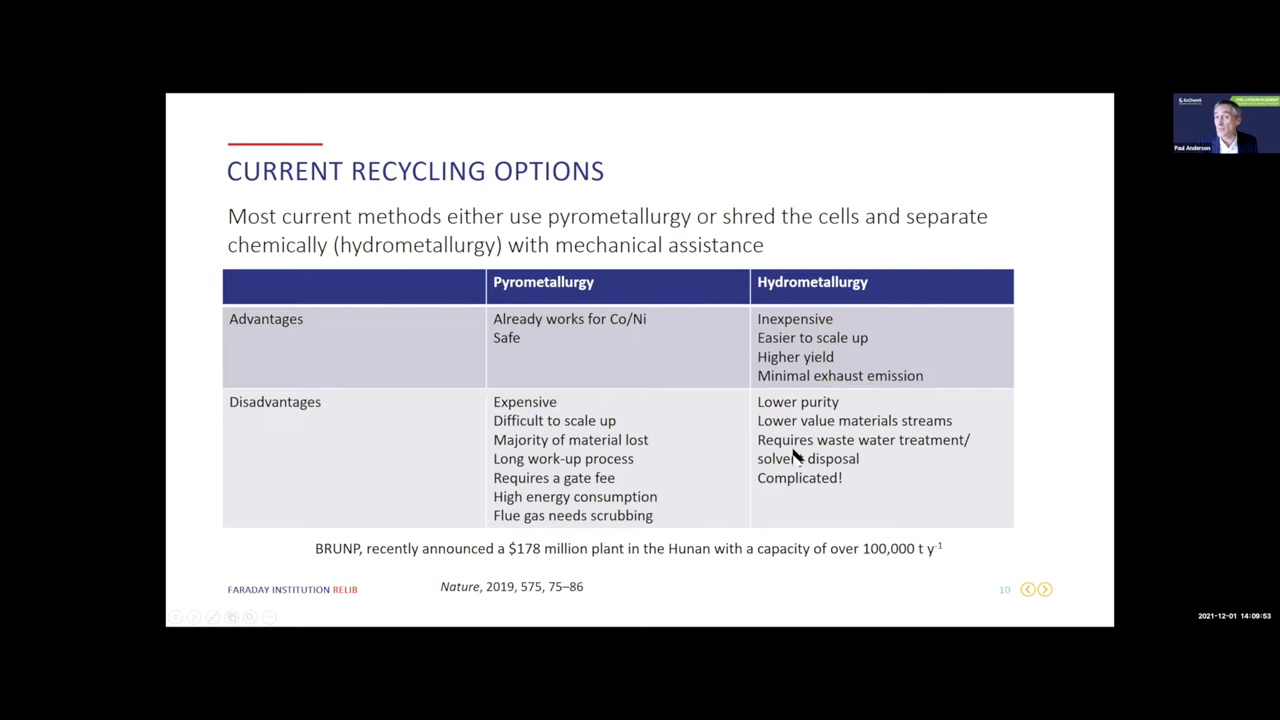 CURRENT RECYCLING OPTIONS
Most current methods either use pyrometallurgy or shred the cells and separate
chemically (hydrometallurgy) with mechanical assistance
Pyrometallurgy
Hydrometallurgy
Advantages
Already works for Co/Ni
Safe
Inexpensive
Easier to scale up
Higher yield
Minimal exhaust emission
Disadvantages
Expensive
Difficult to scale up
Majority of material lost
Long work-up process
Requires a gate fee
High energy consumption
Flue gas needs scrubbing
Lower purity
Lower value materials streams
Requires waste water treatment/
solvent disposal
Complicated!
BRUNP, recently announced a $178 million plant in the Hunan with a capacity of over 100,000 t y-1
Nature, 2019, 575, 75–86
FARADAY INSTITUTION RELIB
10
EuChemS
THE LITHIUM ELEMENT
Paul Anderson
2021-12-01 14:09:53